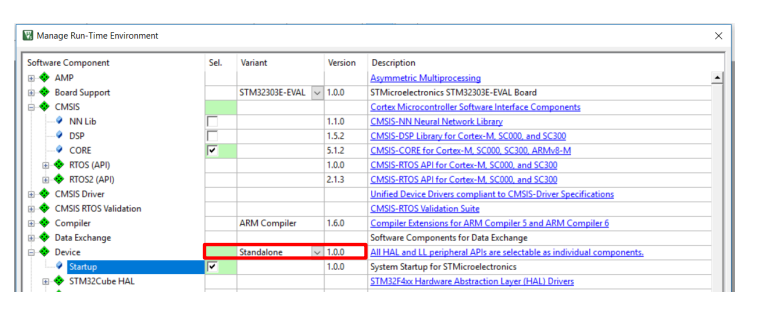 Manage Run-Time Environment
Software Component Sel. Variant Version Description
AMP Asymmetric Multiprocessing
Board Support STM32303E-EVAL 1.0.0 STMicroelectronics STM32303E-EVAL Board
CMSIS Cortex Microcontroller Software Interface Components
NN Lib 1.1.0 CMSIS-NN Neural Network Library
DSP 1.5.2 CMSIS-DSP Library for Cortex-M, SC000, and SC300
CORE 5.1.2 CMSIS-CORE for Cortex-M, SC000, SC300, ARMv8-M
RTOS (API) 1.0.0 CMSIS-RTOS API for Cortex-M, SC000, and SC300
RTOS2 (API) 2.1.3 CMSIS-RTOS API for Cortex-M, SC000, and SC300
CMSIS Driver Unified Device Drivers compliant to CMSIS-Driver Specifications
CMSIS RTOS Validation CMSIS-RTOS Validation Suite
Compiler ARM Compiler 1.6.0 Compiler Extensions for ARM Compiler 5 and ARM Compiler 6
Data Exchange Software Components for Data Exchange
Device Standalone 1.0.0 All HAL and LL peripheral APIs are selectable as individual components.
Startup 1.0.0 System Startup for STMicroelectronics
STM32Cube HAL STM32F4xx Hardware Abstraction Layer (HAL) Drivers